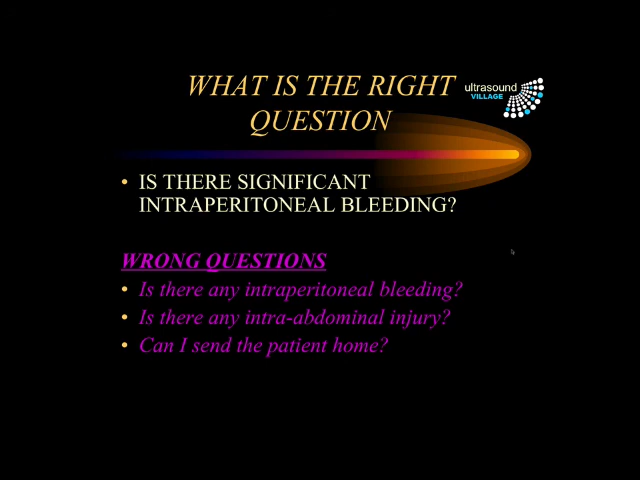 WHAT IS THE RIGHT
QUESTION
ultrasound
VILLAGE
• IS THERE SIGNIFICANT
INTRAPERITONEAL BLEEDING?
WRONG QUESTIONS
• Is there any intraperitoneal bleeding?
• Is there any intra-abdominal injury?
• Can I send the patient home?